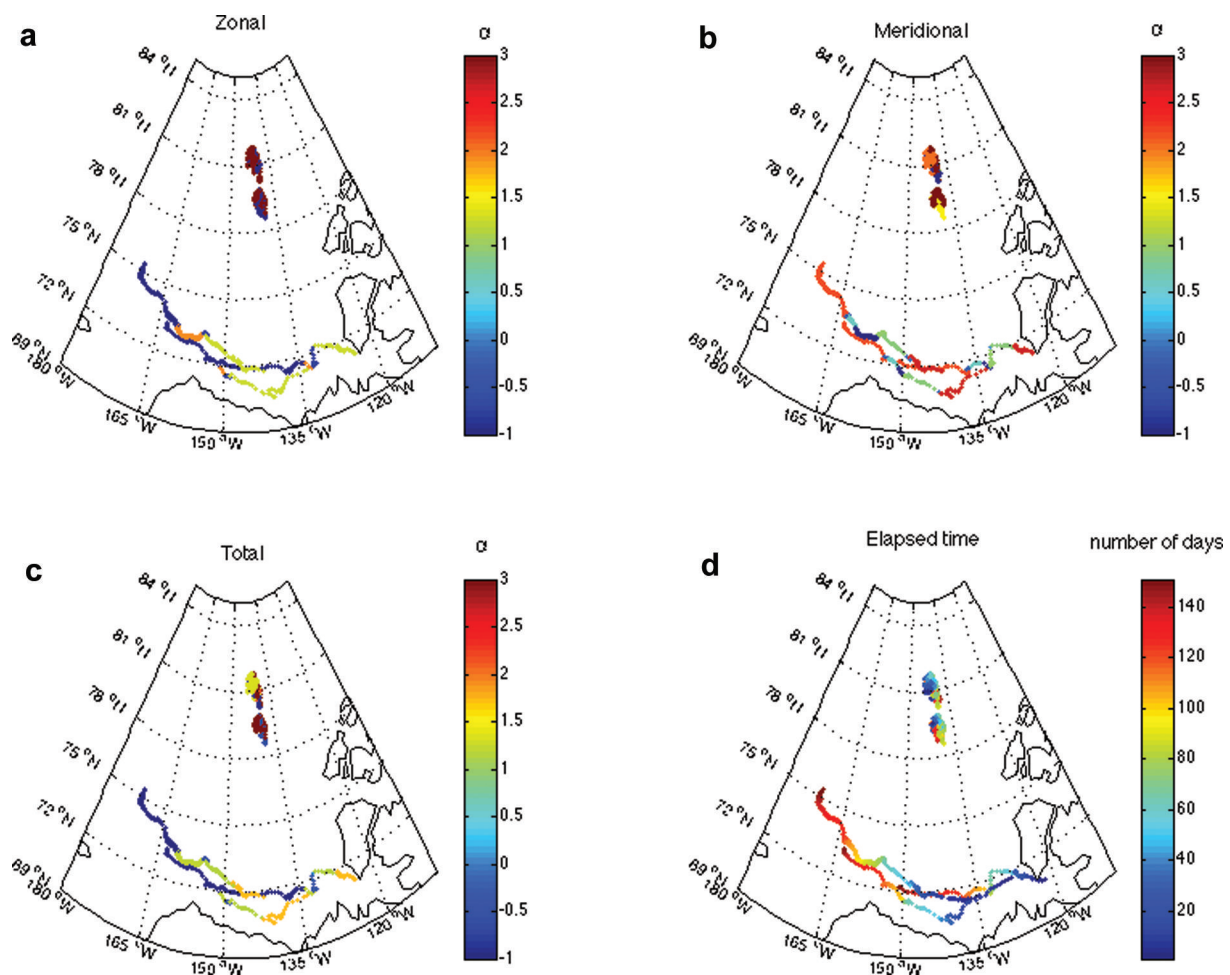 a
Zonal
α
84 °N
81 °N
78 °N
75 °N
72 °N
69 °N
180 °W
165 °W
150 °W
135 °W
120 °W
3
2.5
2
1.5
1
0.5
0
-0.5
-1
b
Meridional
α
84 °N
81 °N
78 °N
75 °N
72 °N
69 °N
180 °W
165 °W
150 °W
135 °W
120 °W
3
2.5
2
1.5
1
0.5
0
-0.5
-1
c
Total
α
84 °N
81 °N
78 °N
75 °N
72 °N
69 °N
180 °W
165 °W
150 °W
135 °W
120 °W
3
2.5
2
1.5
1
0.5
0
-0.5
-1
d
Elapsed time
number of days
84 °N
81 °N
78 °N
75 °N
72 °N
69 °N
180 °W
165 °W
150 °W
135 °W
120 °W
140
120
100
80
60
40
20